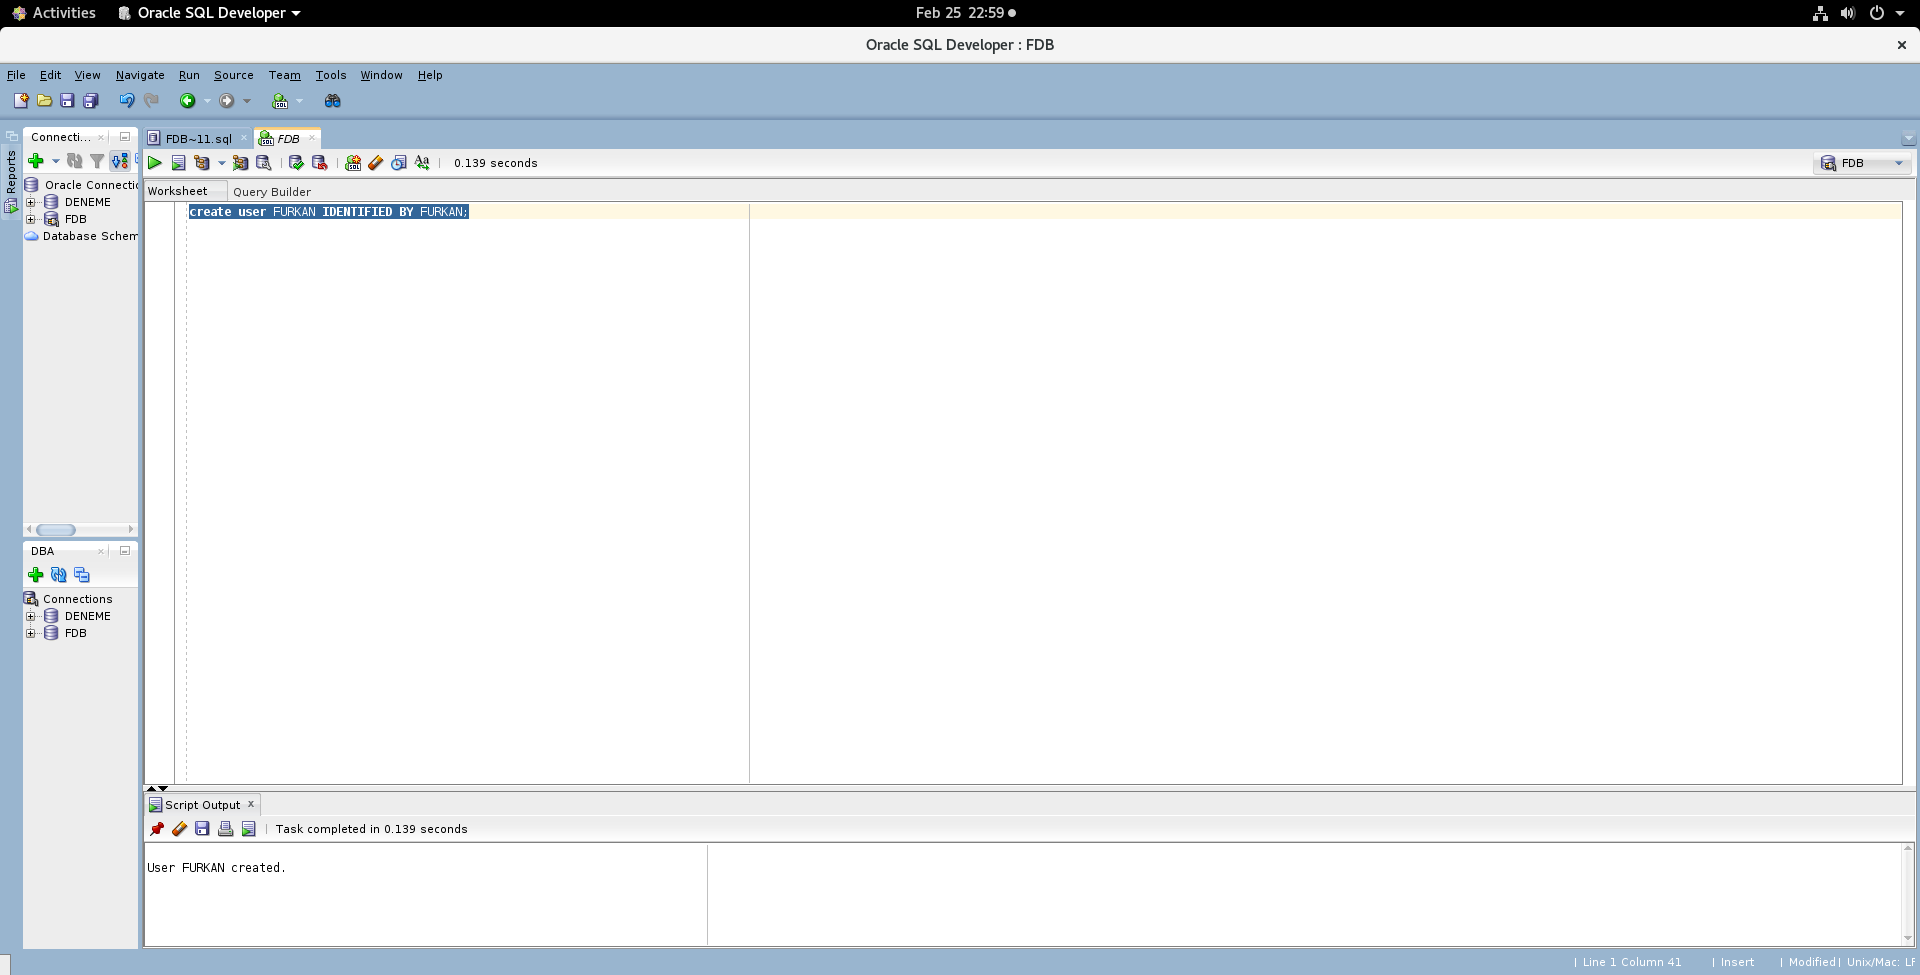 Activities Oracle SQL Developer Feb 25 22:59
Oracle SQL Developer : FDB
File Edit View Navigate Run Source Team Tools Window Help
Connecti...
FDB~11.sql FDB
0.139 seconds FDB
Reports
Worksheet Query Builder
Oracle Connectio
DENEME
FDB
Database Schem
create user FURKAN IDENTIFIED BY FURKAN;
DBA
Connections
DENEME
FDB
Script Output
Task completed in 0.139 seconds
User FURKAN created.
| Line 1 Column 41 | Insert | Modified | Unix/Mac: LF